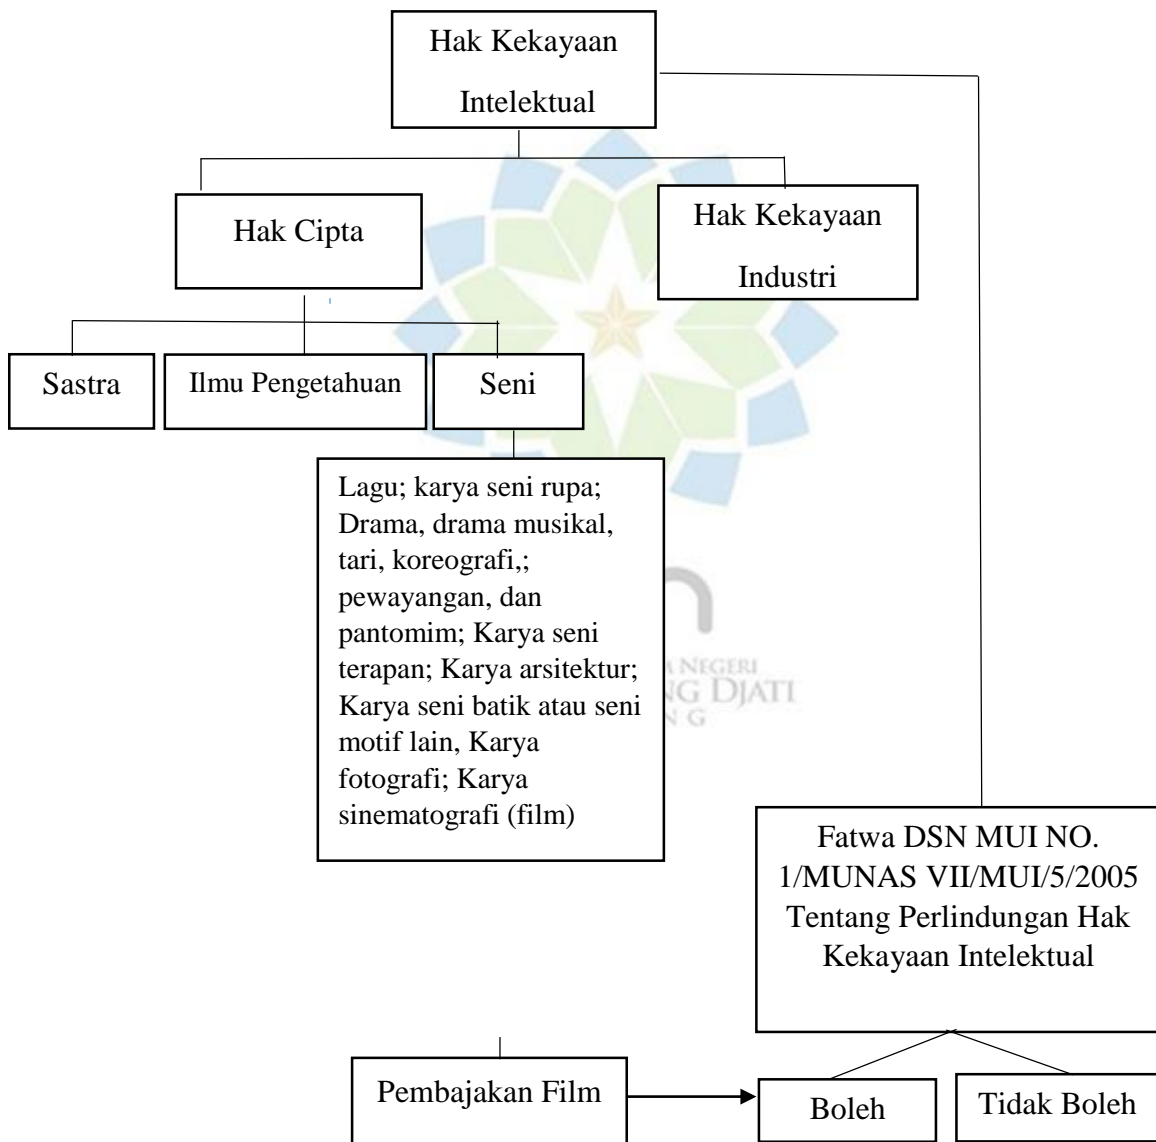 Hak Kekayaan
Intelektual
Hak Cipta
Hak Kekayaan
Industri
Sastra
Ilmu Pengetahuan
Seni
Lagu; karya seni rupa;
Drama, drama musikal,
tari, koreografi,;
pewayangan, dan
pantomim; Karya seni
terapan; Karya arsitektur;
Karya seni batik atau seni
motif lain, Karya
fotografi; Karya
sinematografi (film)
NEGERI
DJATI
Fatwa DSN MUI NO.
1/MUNAS VII/MUI/5/2005
Tentang Perlindungan Hak
Kekayaan Intelektual
Pembajakan Film
Boleh
Tidak Boleh